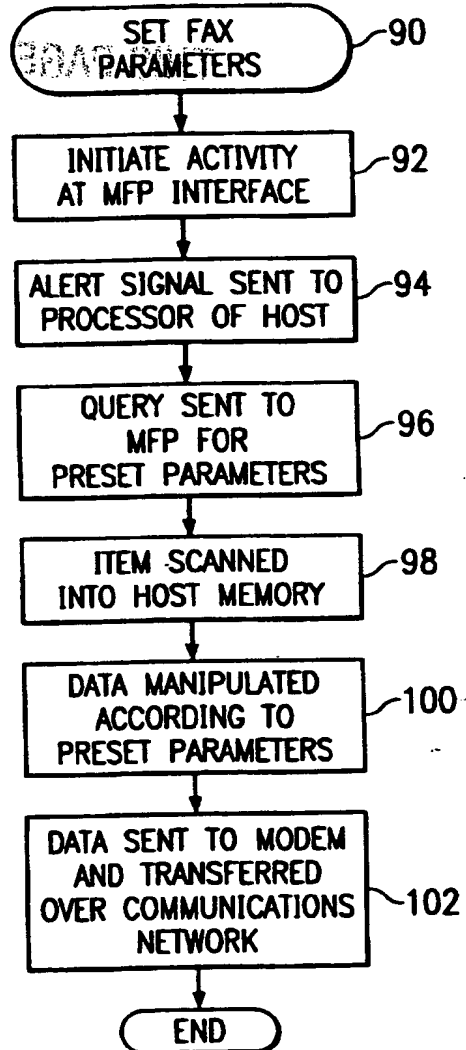 SET FAX
PARAMETERS
90
INITIATE ACTIVITY
AT MFP INTERFACE
92
ALERT SIGNAL SENT TO
PROCESSOR OF HOST
94
QUERY SENT TO
MFP FOR
PRESET PARAMETERS
96
ITEM SCANNED
INTO HOST MEMORY
98
DATA MANIPULATED
ACCORDING TO
PRESET PARAMETERS
100
DATA SENT TO MODEM
AND TRANSFERRED
OVER COMMUNICATIONS
NETWORK
102
END